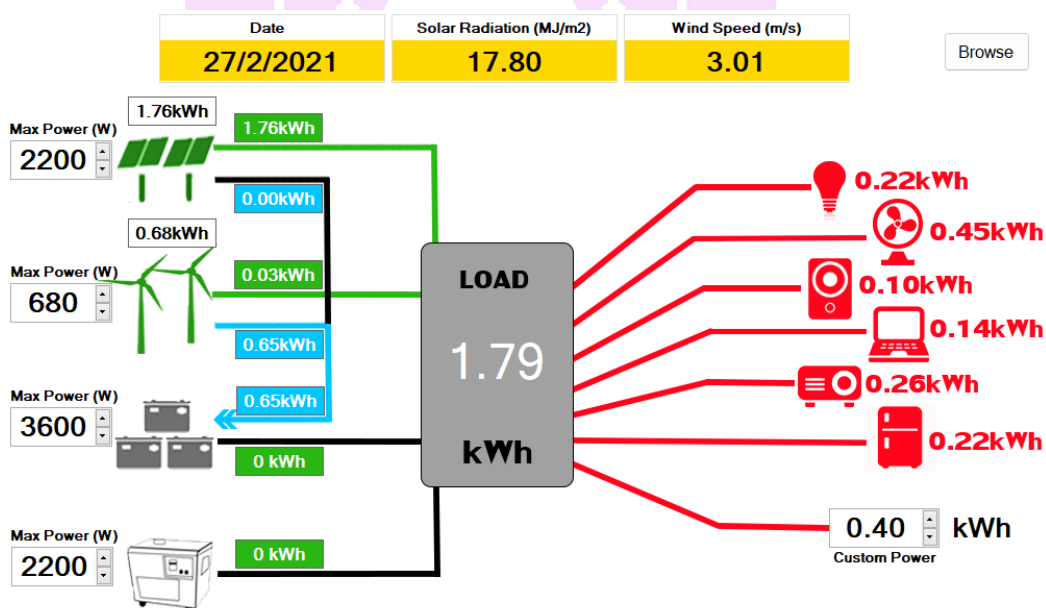 Date
27/2/2021
Solar Radiation (MJ/m2)
17.80
Wind Speed (m/s)
3.01
Browse
1.76kWh
Max Power (W)
2200
1.76kWh
0.00kWh
0.68kWh
Max Power (W)
680
0.03kWh
0.65kWh
Max Power (W)
3600
0.65kWh
0 kWh
Max Power (W)
2200
0 kWh
LOAD
1.79
kWh
0.22kWh
0.45kWh
0.10kWh
0.14kWh
0.26kWh
0.22kWh
0.40 kWh
Custom Power